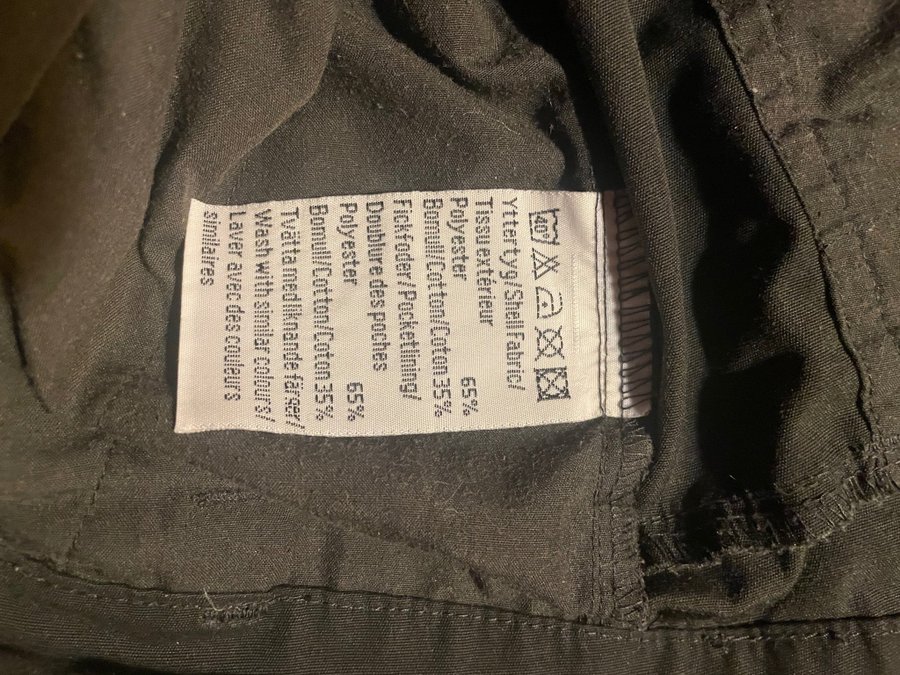 40°
Yttertyg/Shell Fabric/
Tissu extérieur
Polyester 65%
Bomull/Cotton/Coton 35%
Fickfoder/Pocketlining/
Doublure des poches
Polyester 65%
Bomull/Cotton/Coton 35%
Tvätta med liknade färger/
Wash with similar colours/
Laver avec des couleurs
similaires